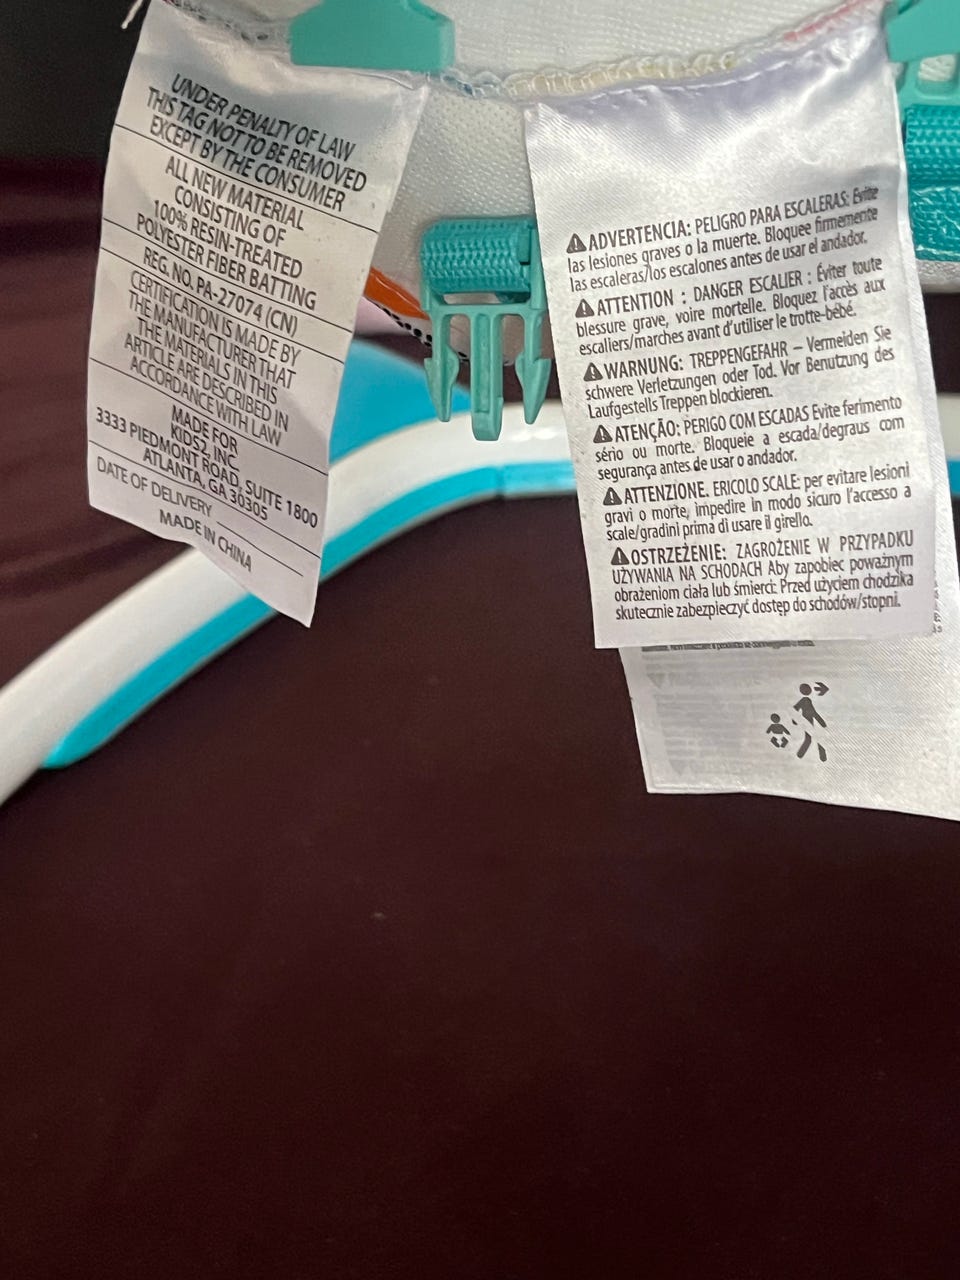 UNDER PENALTY OF LAW
THIS TAG NOT TO BE REMOVED
EXCEPT BY THE CONSUMER
ALL NEW MATERIAL
CONSISTING OF
100% RESIN-TREATED
POLYESTER FIBER BATTING
REG. NO. PA-27074 (CN)
CERTIFICATION IS MADE BY
THE MANUFACTURER THAT
THE MATERIALS IN THIS
ARTICLE ARE DESCRIBED IN
ACCORDANCE WITH LAW
MADE FOR
KIDS2, INC.
3333 PIEDMONT ROAD, SUITE 1800
ATLANTA, GA 30305
DATE OF DELIVERY
MADE IN CHINA
ADVERTENCIA: PELIGRO PARA ESCALERAS: Evite
las lesiones graves o la muerte. Bloquee firmemente
las escaleras/los escalones antes de usar el andador.
ATTENTION : DANGER ESCALIER : Éviter toute
blessure grave, voire mortelle. Bloquez l'accès aux
escaliers/marches avant d'utiliser le trotte-bébé.
WARNUNG: TREPPENGEFAHR – Vermeiden Sie
schwere Verletzungen oder Tod. Vor Benutzung des
Laufgestells Treppen blockieren.
ATENÇÃO: PERIGO COM ESCADAS Evite ferimento
sério ou morte. Bloqueie a escada/degraus com
segurança antes de usar o andador.
ATTENZIONE. ERICOLO SCALE: per evitare lesioni
gravi o morte, impedire in modo sicuro l'accesso a
scale/gradini prima di usare il girello.
OSTRZEŻENIE: ZAGROŻENIE W PRZYPADKU
UŻYWANIA NA SCHODACH Aby zapobiec poważnym
obrażeniom ciała lub śmierci: Przed użyciem chodzika
skutecznie zabezpieczyć dostęp do schodów/stopni.